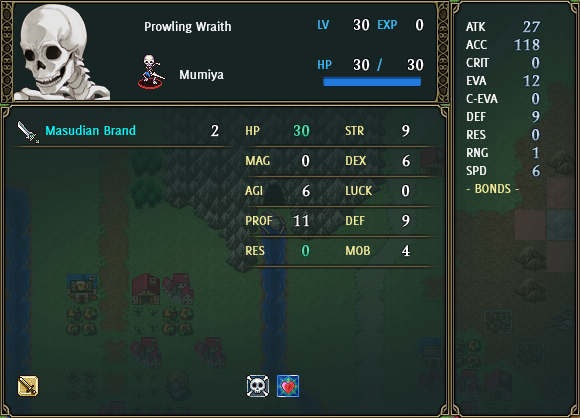 Prowling Wraith
LV 30 EXP 0
Mumiya
HP 30 / 30
Masudian Brand 2
HP 30 STR 9
MAG 0 DEX 6
AGI 6 LUCK 0
PROF 11 DEF 9
RES 0 MOB 4
ATK 27
ACC 118
CRIT 0
EVA 12
C-EVA 0
DEF 9
RES 0
RNG 1
SPD 6
- BONDS -